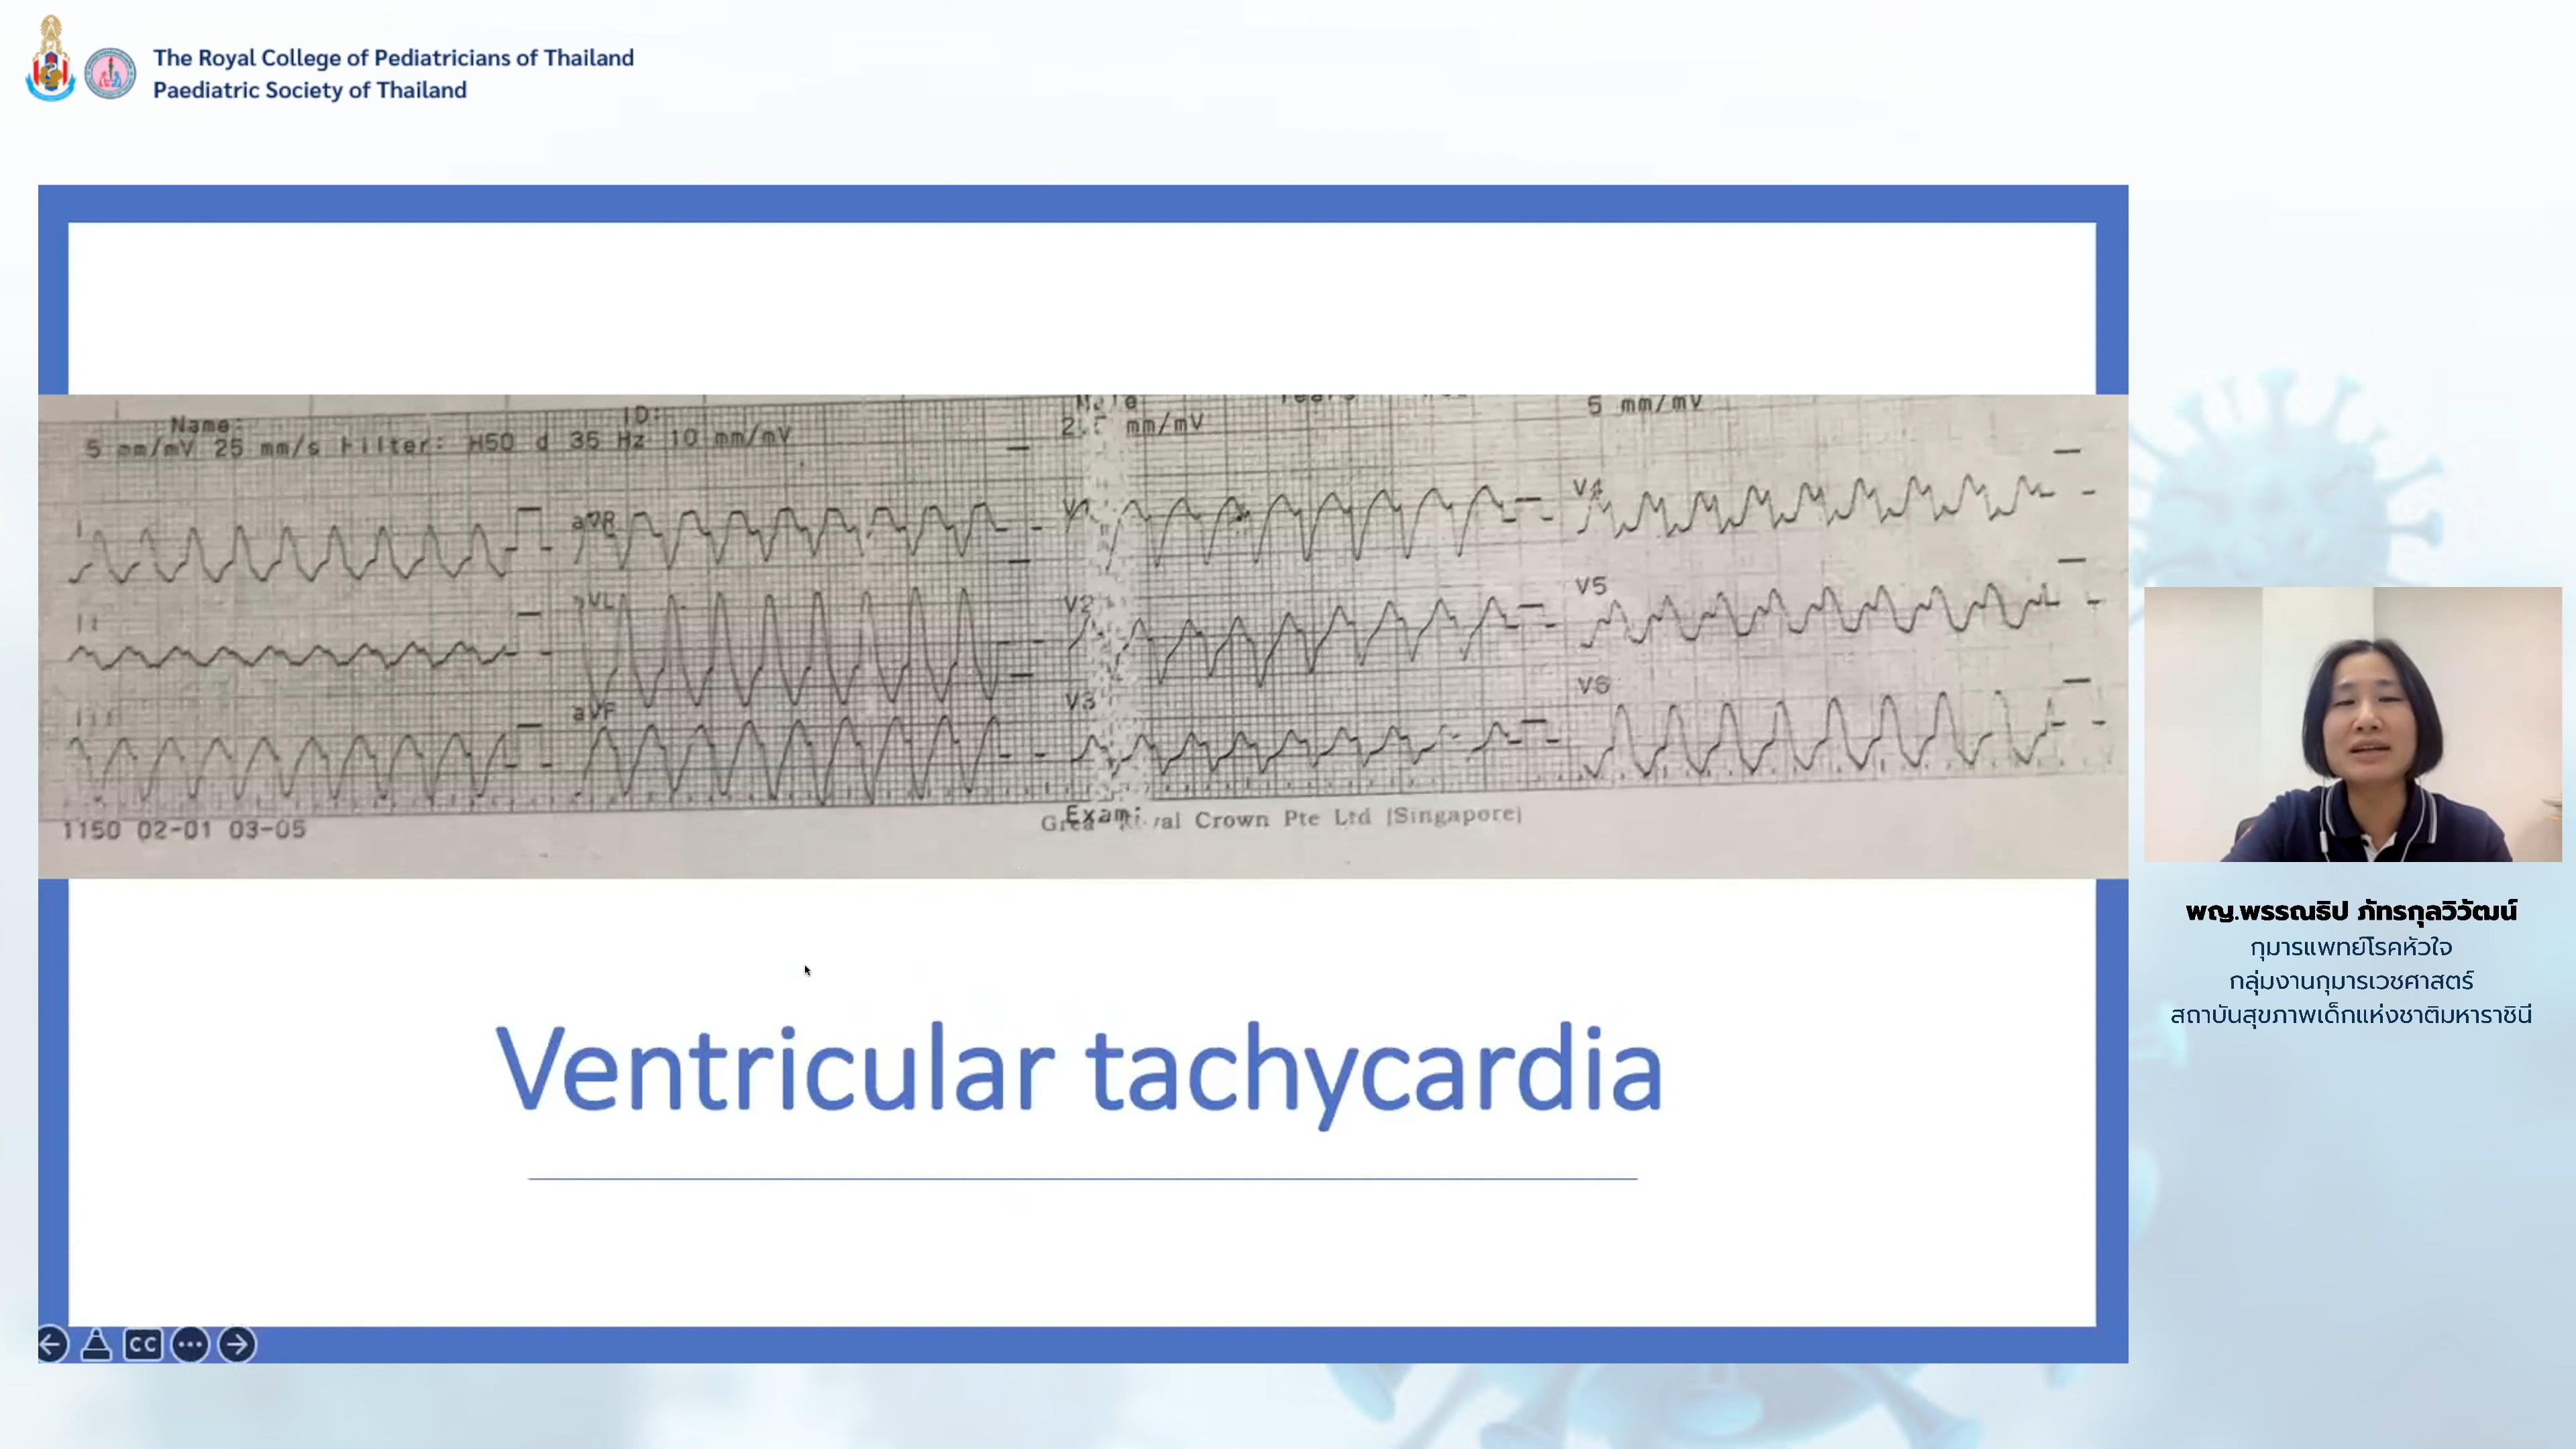 The Royal College of Pediatricians of Thailand
Paediatric Society of Thailand
Name: ID:
5 mm/mV 25 mm/s Filter: H50 d 35 Hz 10 mm/mV
mm/mV
5 mm/mV
I
aVR
V4
II
aVL
V2
V5
III
aVF
V3
V6
1150 02-01 03-05
Exami
Crown Pte Ltd (Singapore)
Ventricular tachycardia
CC
พญ.พรรณธิป ภัทรกุลวิวัฒน์
กุมารแพทย์โรคหัวใจ
กลุ่มงานกุมารเวชศาสตร์
สถาบันสุขภาพเด็กแห่งชาติมหาราชินี